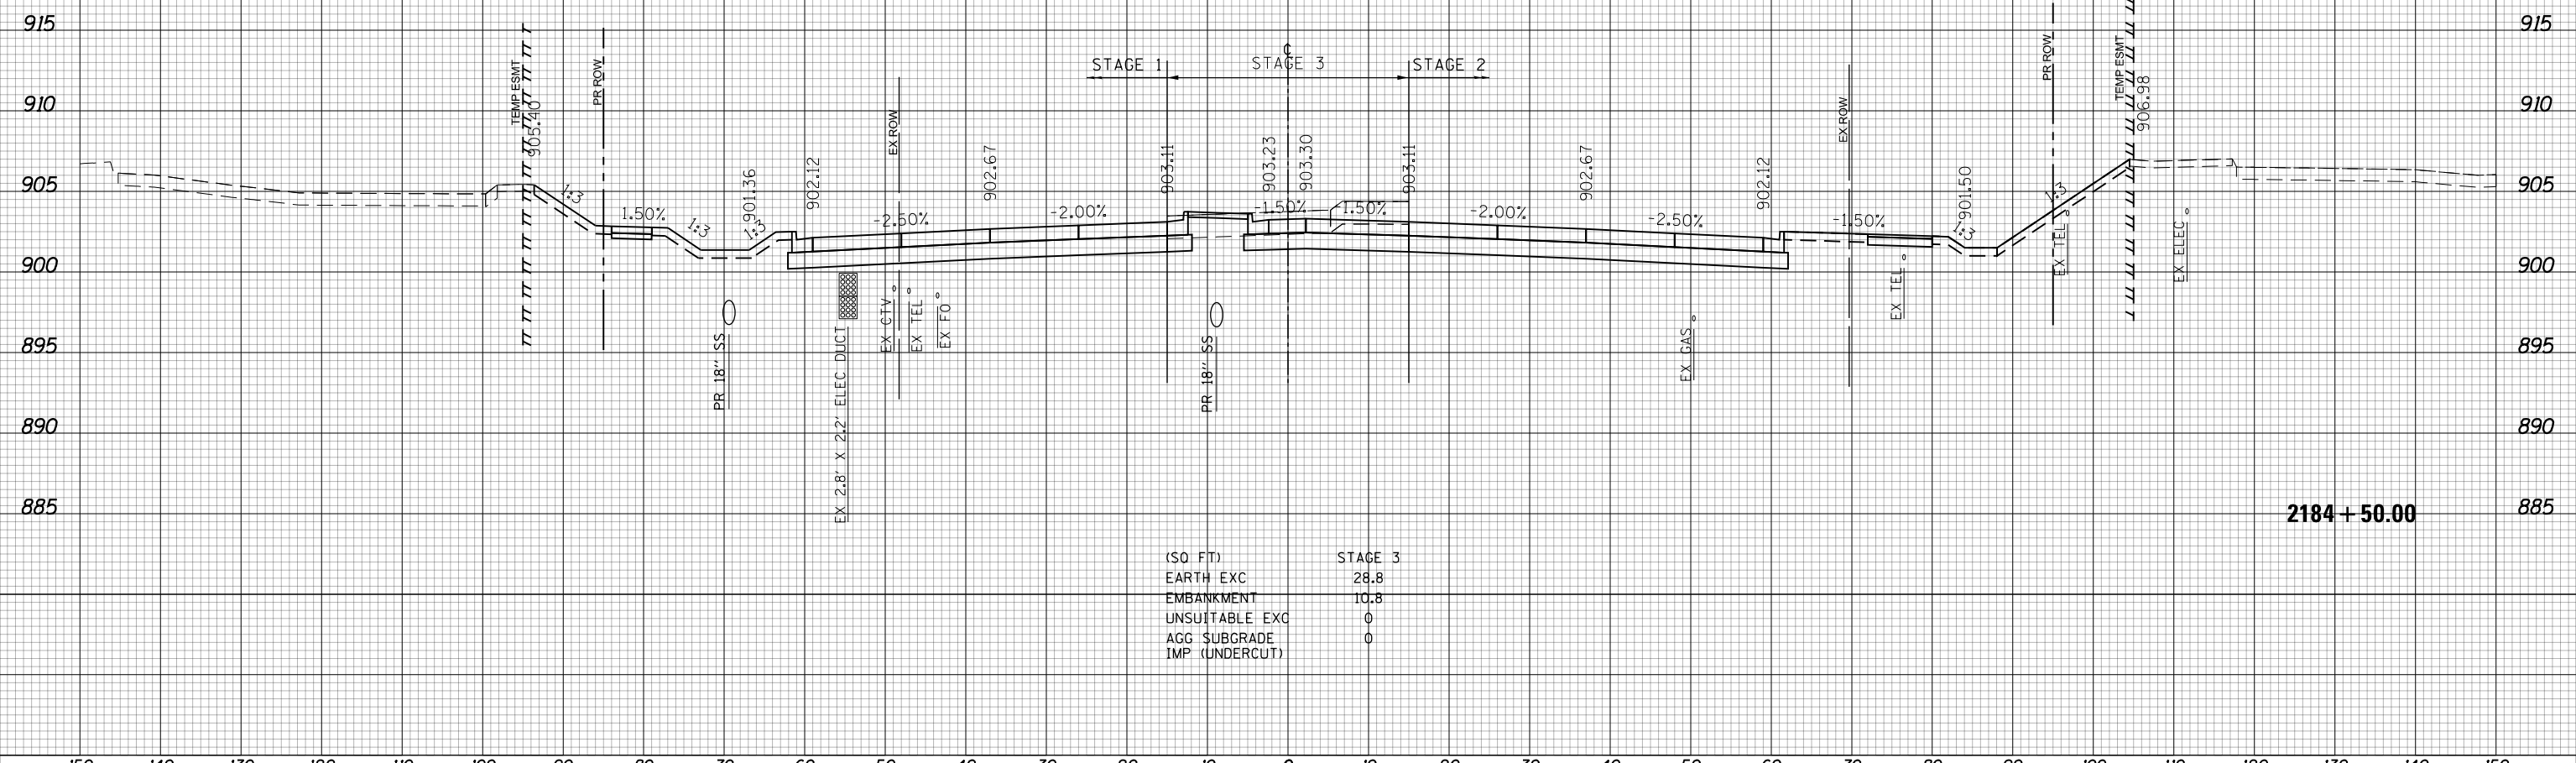 915 915
STAGE 1 STAGE 3 STAGE 2
℄
TEMP ESMT
905.40
PR ROW
EX ROW
EX ROW
PR ROW
TEMP ESMT
906.98
910 910
905 905
1:3
1.50%
1:3
901.36
1:3
902.12
-2.50%
902.67
-2.00%
903.11
903.23
903.30
-1.50%
1.50%
903.11
-2.00%
902.67
-2.50%
902.12
-1.50%
901.50
1:3
1:3
900 900
PR 18" SS
EX 2.8' X 2.2' ELEC DUCT
EX CTV
EX TEL
EX FO
PR 18" SS
EX GAS
EX TEL
EX TEL
EX ELEC
895 895
890 890
885 885
2184+50.00
(SQ FT) STAGE 3
EARTH EXC 28.8
EMBANKMENT 10.8
UNSUITABLE EXC 0
AGG SUBGRADE 0
IMP (UNDERCUT)